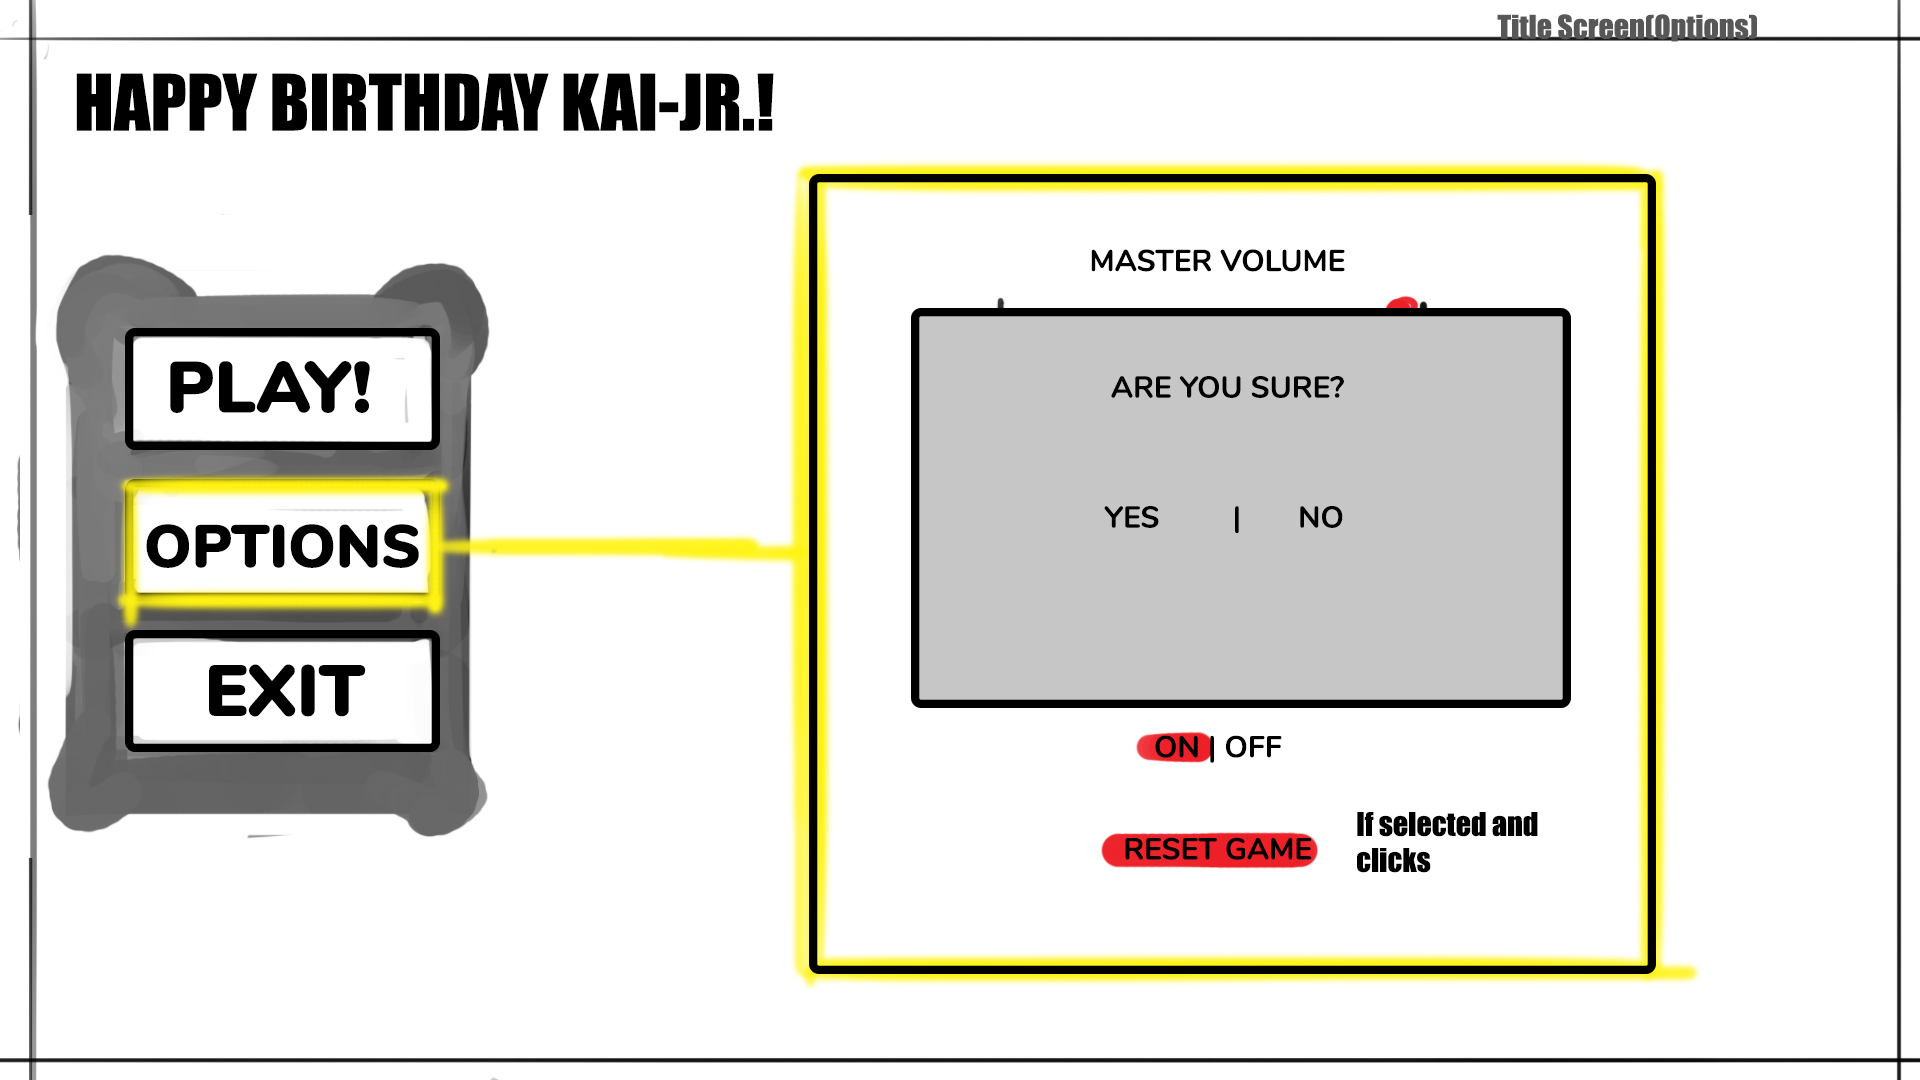 Title Screen(Options)
HAPPY BIRTHDAY KAI-JR.!
PLAY!
OPTIONS
EXIT
MASTER VOLUME
ARE YOU SURE?
YES | NO
ON | OFF
RESET GAME
If selected and
clicks